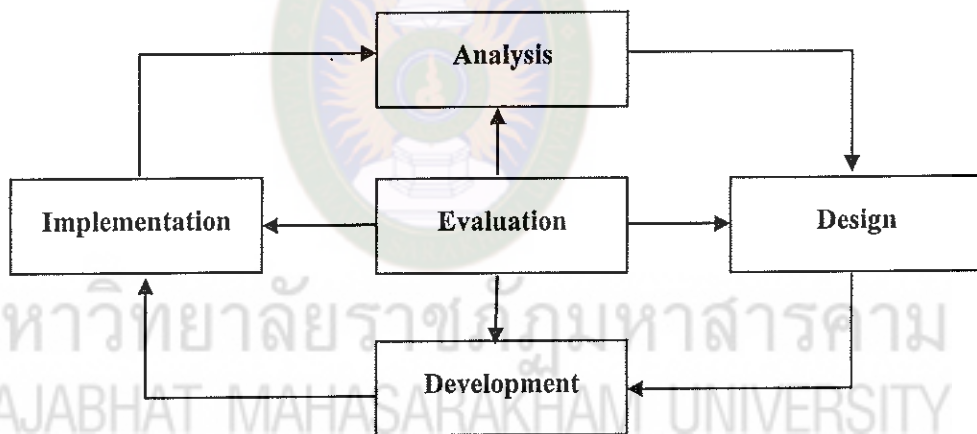 Analysis
Implementation
Evaluation
Design
หาวิทยาลัยราชภัฏมหาสารคาม
Development
AJABHAT MAHASARAKHAM UNIVERSITY